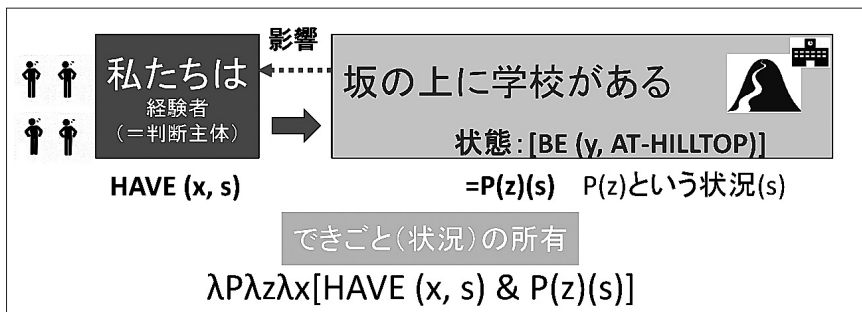 影響
私たちは
経験者
(＝判断主体)
坂の上に学校がある
状態：[BE (y, AT-HILLTOP)]
HAVE (x, s)
=P(z)(s) P(z)という状況(s)
できごと(状況)の所有
λPλzλx[HAVE (x, s) & P(z)(s)]